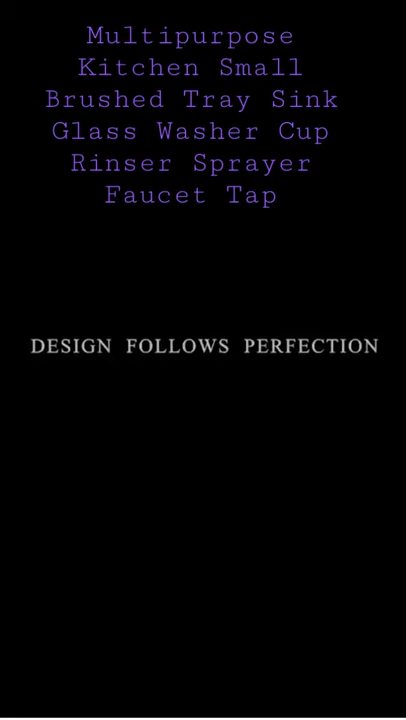 Multipurpose
Kitchen Small
Brushed Tray Sink
Glass Washer Cup
Rinser Sprayer
Faucet Tap
DESIGN FOLLOWS PERFECTION